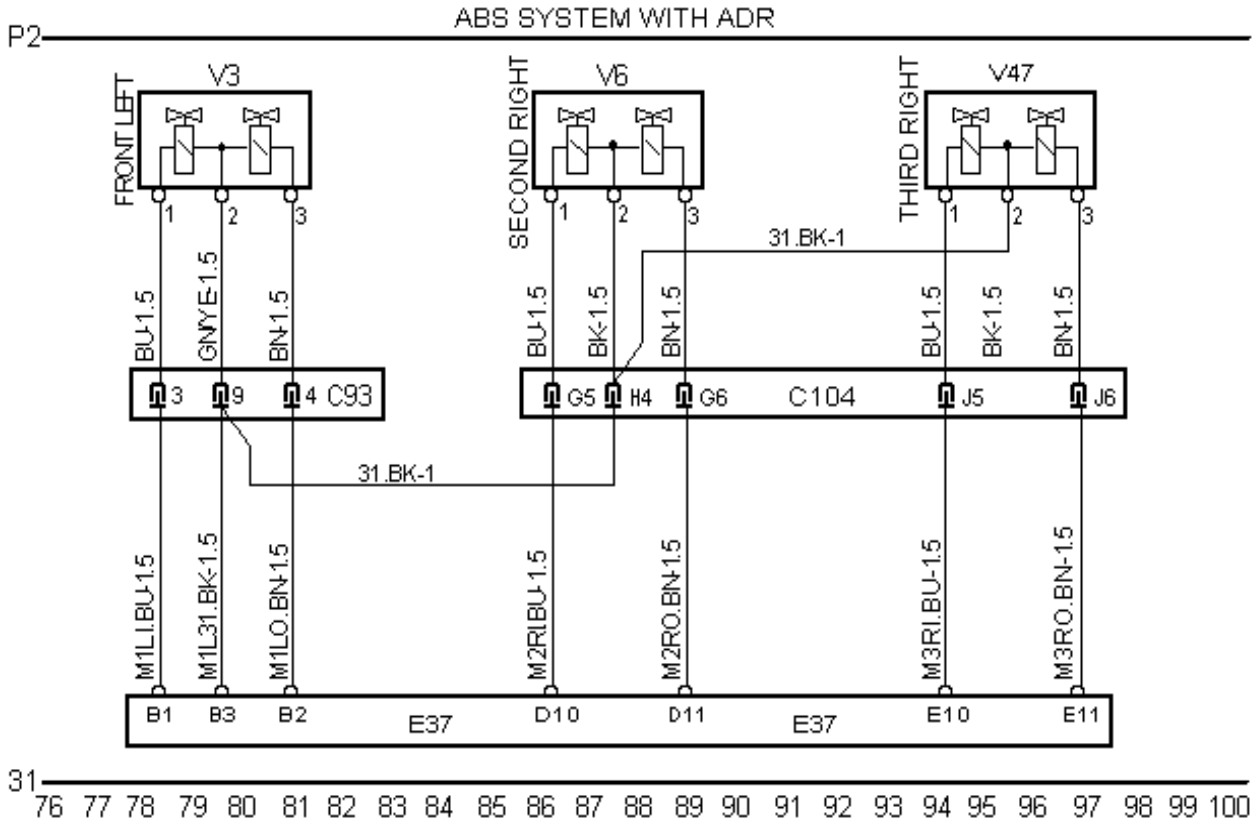 ABS SYSTEM WITH ADR
P2
V3
V6
V47
FRONT LEFT
SECOND RIGHT
THIRD RIGHT
1 2 3
1 2 3
1 2 3
31.BK-1
BU-1.5
GN/YE-1.5
BN-1.5
BU-1.5
BK-1.5
BN-1.5
BU-1.5
BK-1.5
BN-1.5
3 9 4 C93
G5 H4 G6 C104 J5 J6
31.BK-1
M1LI.BU-1.5
M1L31.BK-1.5
M1LO.BN-1.5
M2RI.BU-1.5
M2RO.BN-1.5
M3RI.BU-1.5
M3RO.BN-1.5
B1 B3 B2 D10 D11 E10 E11
E37 E37
31
76 77 78 79 80 81 82 83 84 85 86 87 88 89 90 91 92 93 94 95 96 97 98 99 100